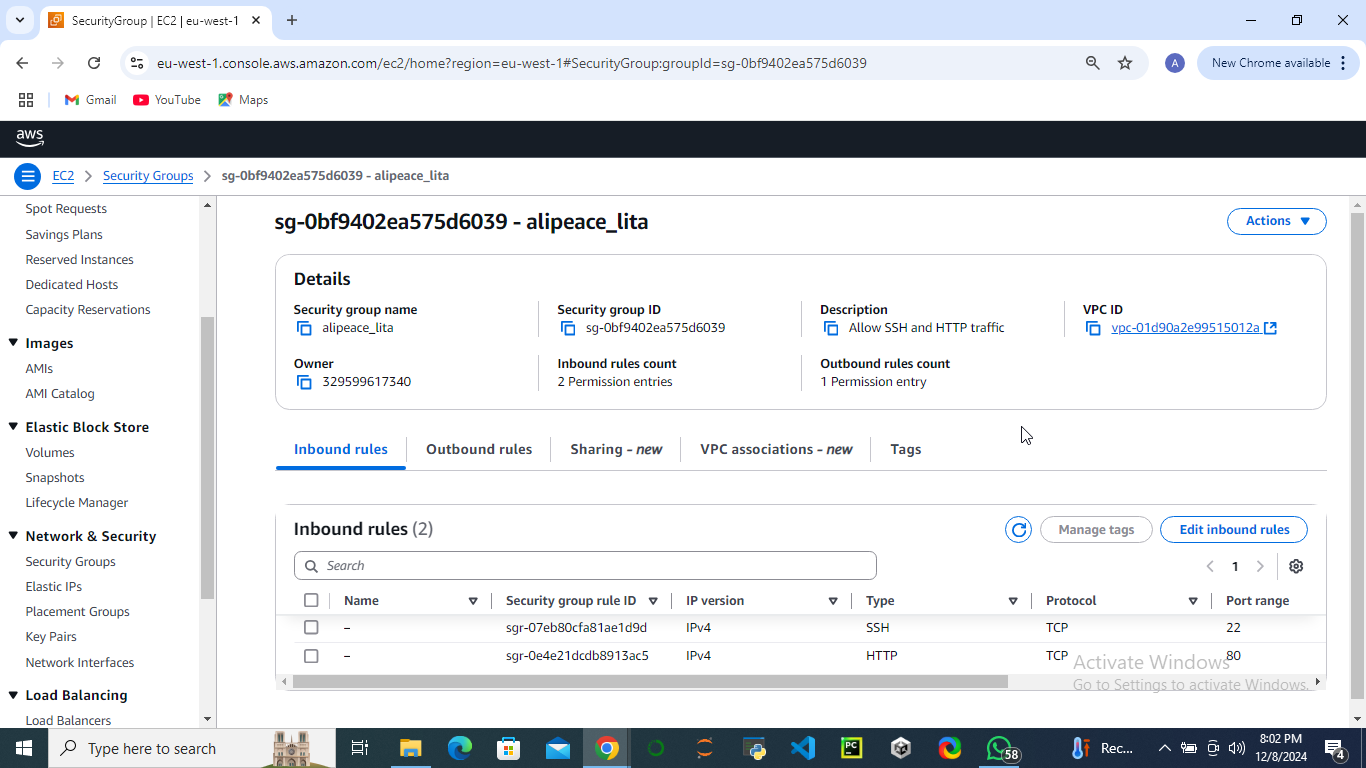 SecurityGroup | EC2 | eu-west-1
eu-west-1.console.aws.amazon.com/ec2/home?region=eu-west-1#SecurityGroup:groupId=sg-0bf9402ea575d6039
A
New Chrome available
Gmail
YouTube
Maps
aws
EC2
Security Groups
sg-0bf9402ea575d6039 - alipeace_lita
Spot Requests
Savings Plans
Reserved Instances
Dedicated Hosts
Capacity Reservations
Images
AMIs
AMI Catalog
Elastic Block Store
Volumes
Snapshots
Lifecycle Manager
Network & Security
Security Groups
Elastic IPs
Placement Groups
Key Pairs
Network Interfaces
Load Balancing
Load Balancers
sg-0bf9402ea575d6039 - alipeace_lita
Actions
Details
Security group name
alipeace_lita
Security group ID
sg-0bf9402ea575d6039
Description
Allow SSH and HTTP traffic
VPC ID
vpc-01d90a2e99515012a
Owner
329599617340
Inbound rules count
2 Permission entries
Outbound rules count
1 Permission entry
Inbound rules
Outbound rules
Sharing - new
VPC associations - new
Tags
Inbound rules (2)
Manage tags
Edit inbound rules
Search
1
Name Security group rule ID IP version Type Protocol Port range
– sgr-07eb80cfa81ae1d9d IPv4 SSH TCP 22
– sgr-0e4e21dcdb8913ac5 IPv4 HTTP TCP 80
Activate Windows
Go to Settings to activate Windows.
Type here to search
PC
58
Rec...
8:02 PM
12/8/2024
4